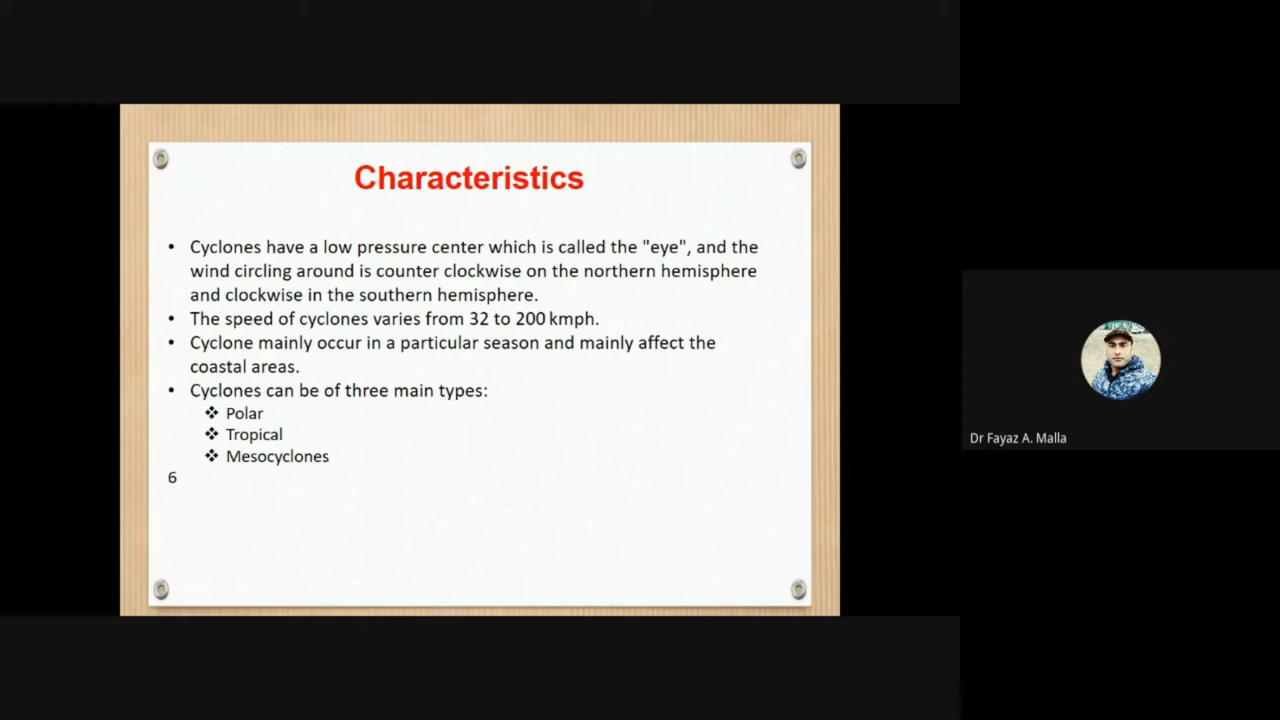 Characteristics
• Cyclones have a low pressure center which is called the "eye", and the
wind circling around is counter clockwise on the northern hemisphere
and clockwise in the southern hemisphere.
• The speed of cyclones varies from 32 to 200 kmph.
• Cyclone mainly occur in a particular season and mainly affect the
coastal areas.
• Cyclones can be of three main types:
❖ Polar
❖ Tropical
❖ Mesocyclones
6
Dr Fayaz A. Malla